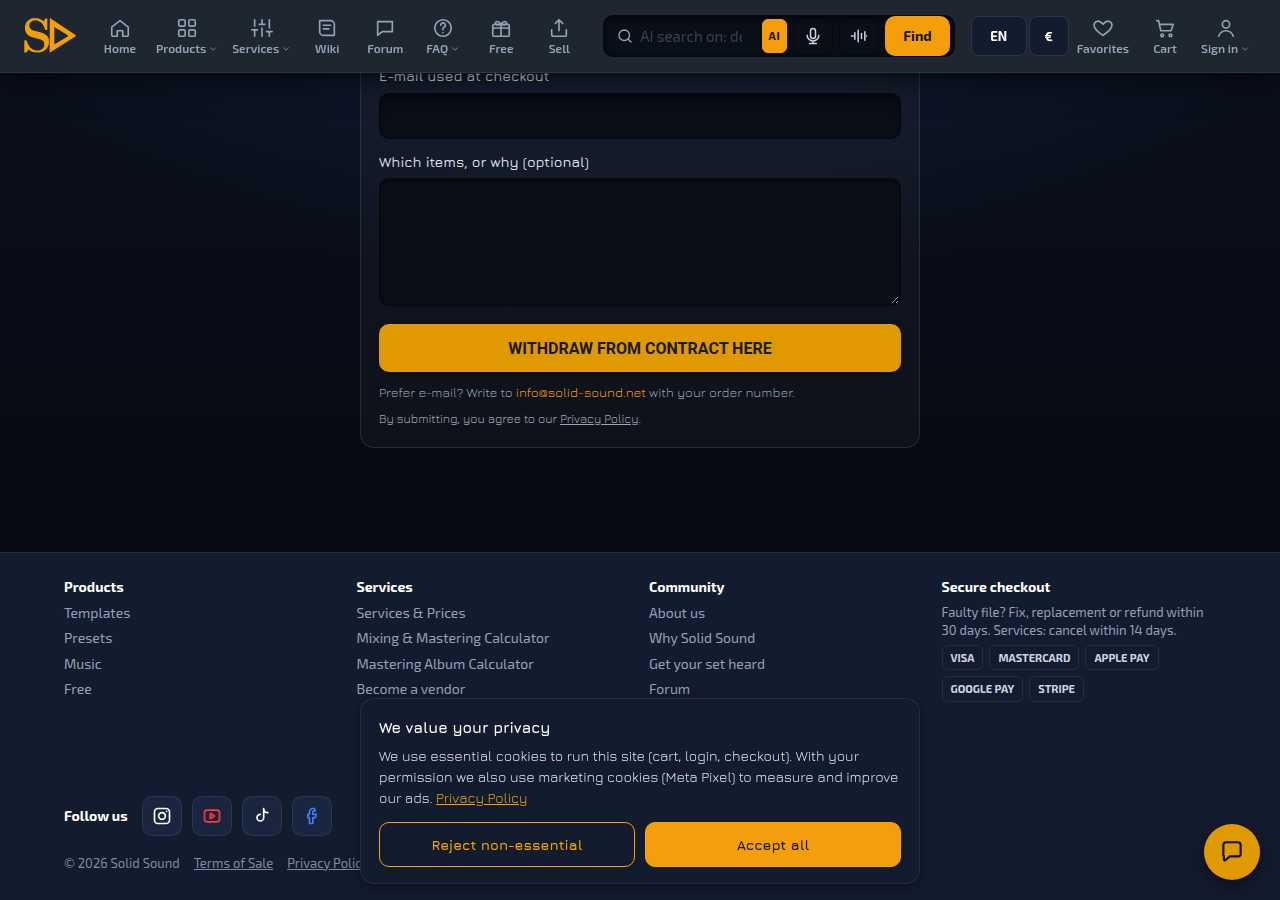 SD
Home
Products
Services
Wiki
Forum
FAQ
Free
Sell
AI search on:
AI
Find
EN
€
Favorites
Cart
Sign in
E-mail used at checkout
Which items, or why (optional)
WITHDRAW FROM CONTRACT HERE
Prefer e-mail? Write to info@solid-sound.net with your order number.
By submitting, you agree to our Privacy Policy.
Products
Templates
Presets
Music
Free
Services
Services & Prices
Mixing & Mastering Calculator
Mastering Album Calculator
Become a vendor
Community
About us
Why Solid Sound
Get your set heard
Forum
Secure checkout
Faulty file? Fix, replacement or refund within
30 days. Services: cancel within 14 days.
VISA
MASTERCARD
APPLE PAY
GOOGLE PAY
STRIPE
We value your privacy
We use essential cookies to run this site (cart, login, checkout). With your
permission we also use marketing cookies (Meta Pixel) to measure and improve
our ads. Privacy Policy
Reject non-essential
Accept all
Follow us
© 2026 Solid Sound
Terms of Sale
Privacy Polic